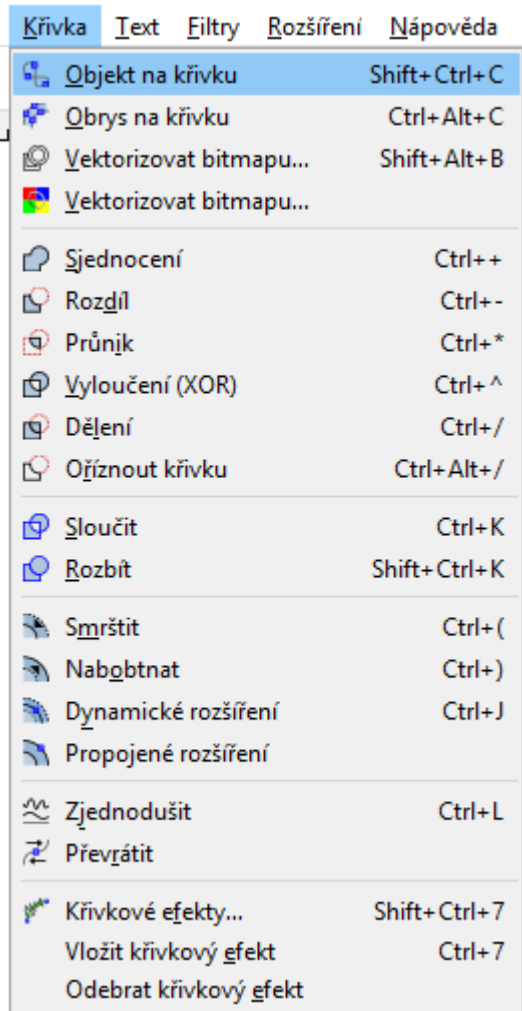 Křivka Text Filtry Rozšíření Nápověda
Objekt na křivku Shift+Ctrl+C
Obrys na křivku Ctrl+Alt+C
Vektorizovat bitmapu... Shift+Alt+B
Vektorizovat bitmapu...
Sjednocení Ctrl++
Rozdíl Ctrl+-
Průnik Ctrl+*
Vyloučení (XOR) Ctrl+^
Dělení Ctrl+/
Oříznout křivku Ctrl+Alt+/
Sloučit Ctrl+K
Rozbít Shift+Ctrl+K
Smrštit Ctrl+(
Nabobtnat Ctrl+)
Dynamické rozšíření Ctrl+J
Propojené rozšíření
Zjednodušit Ctrl+L
Převrátit
Křivkové efekty... Shift+Ctrl+7
Vložit křivkový efekt Ctrl+7
Odebrat křivkový efekt